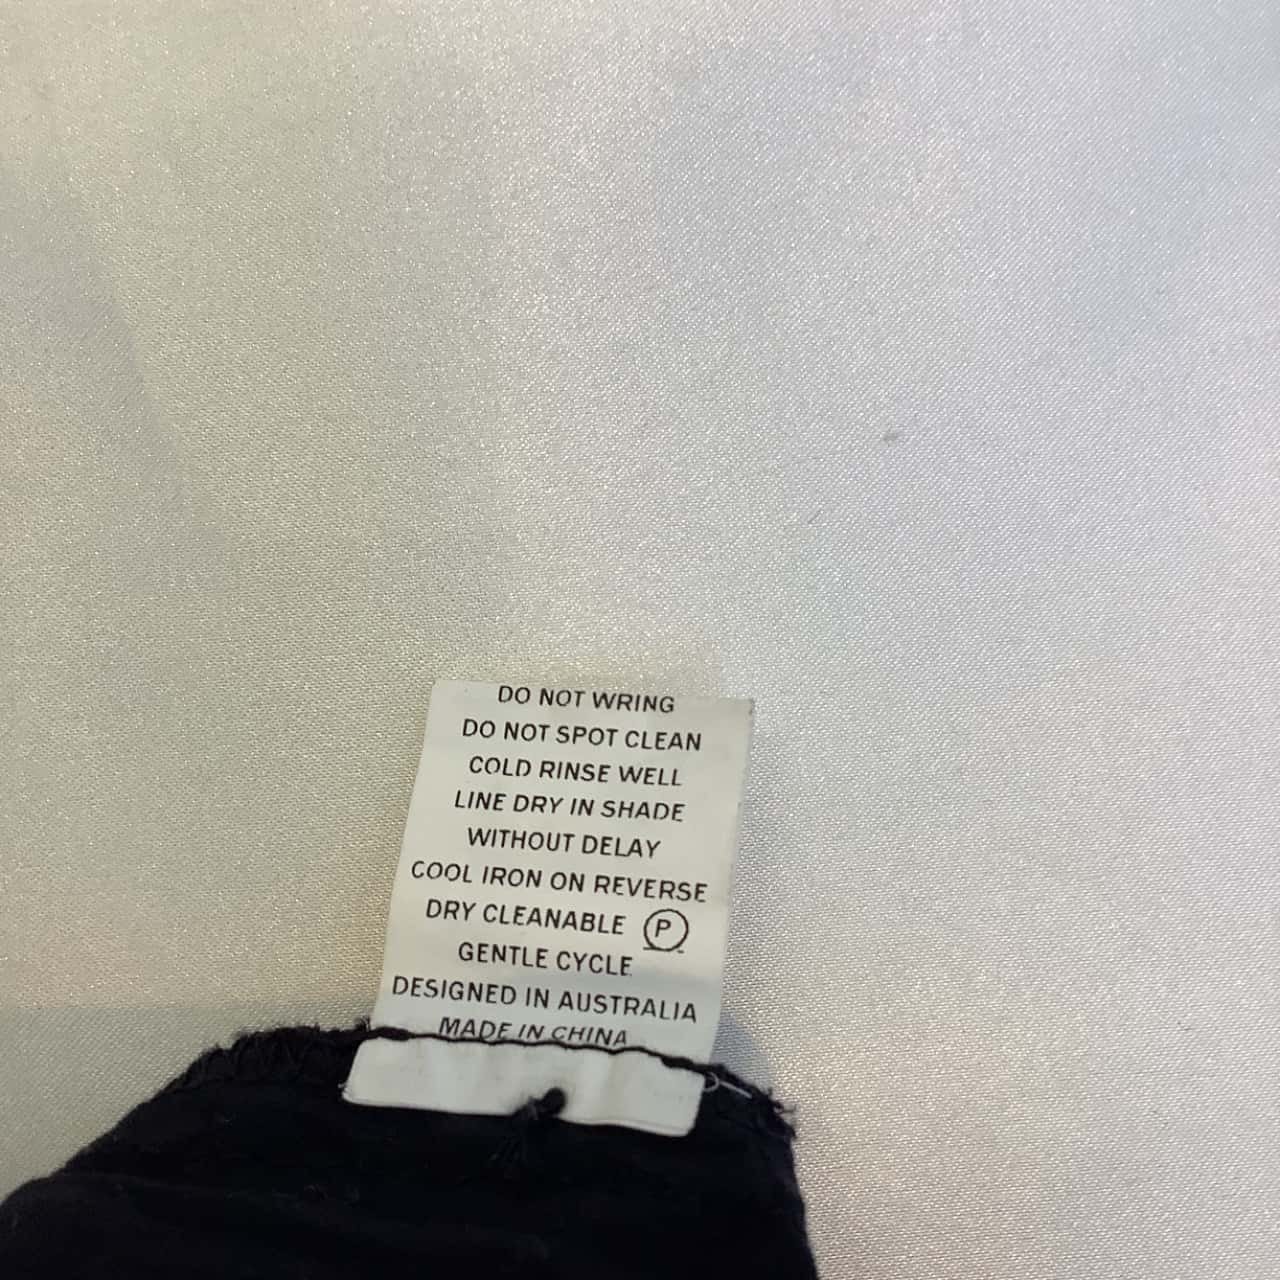 DO NOT WRING
DO NOT SPOT CLEAN
COLD RINSE WELL
LINE DRY IN SHADE
WITHOUT DELAY
COOL IRON ON REVERSE
DRY CLEANABLE P
GENTLE CYCLE
DESIGNED IN AUSTRALIA
MADE IN CHINA